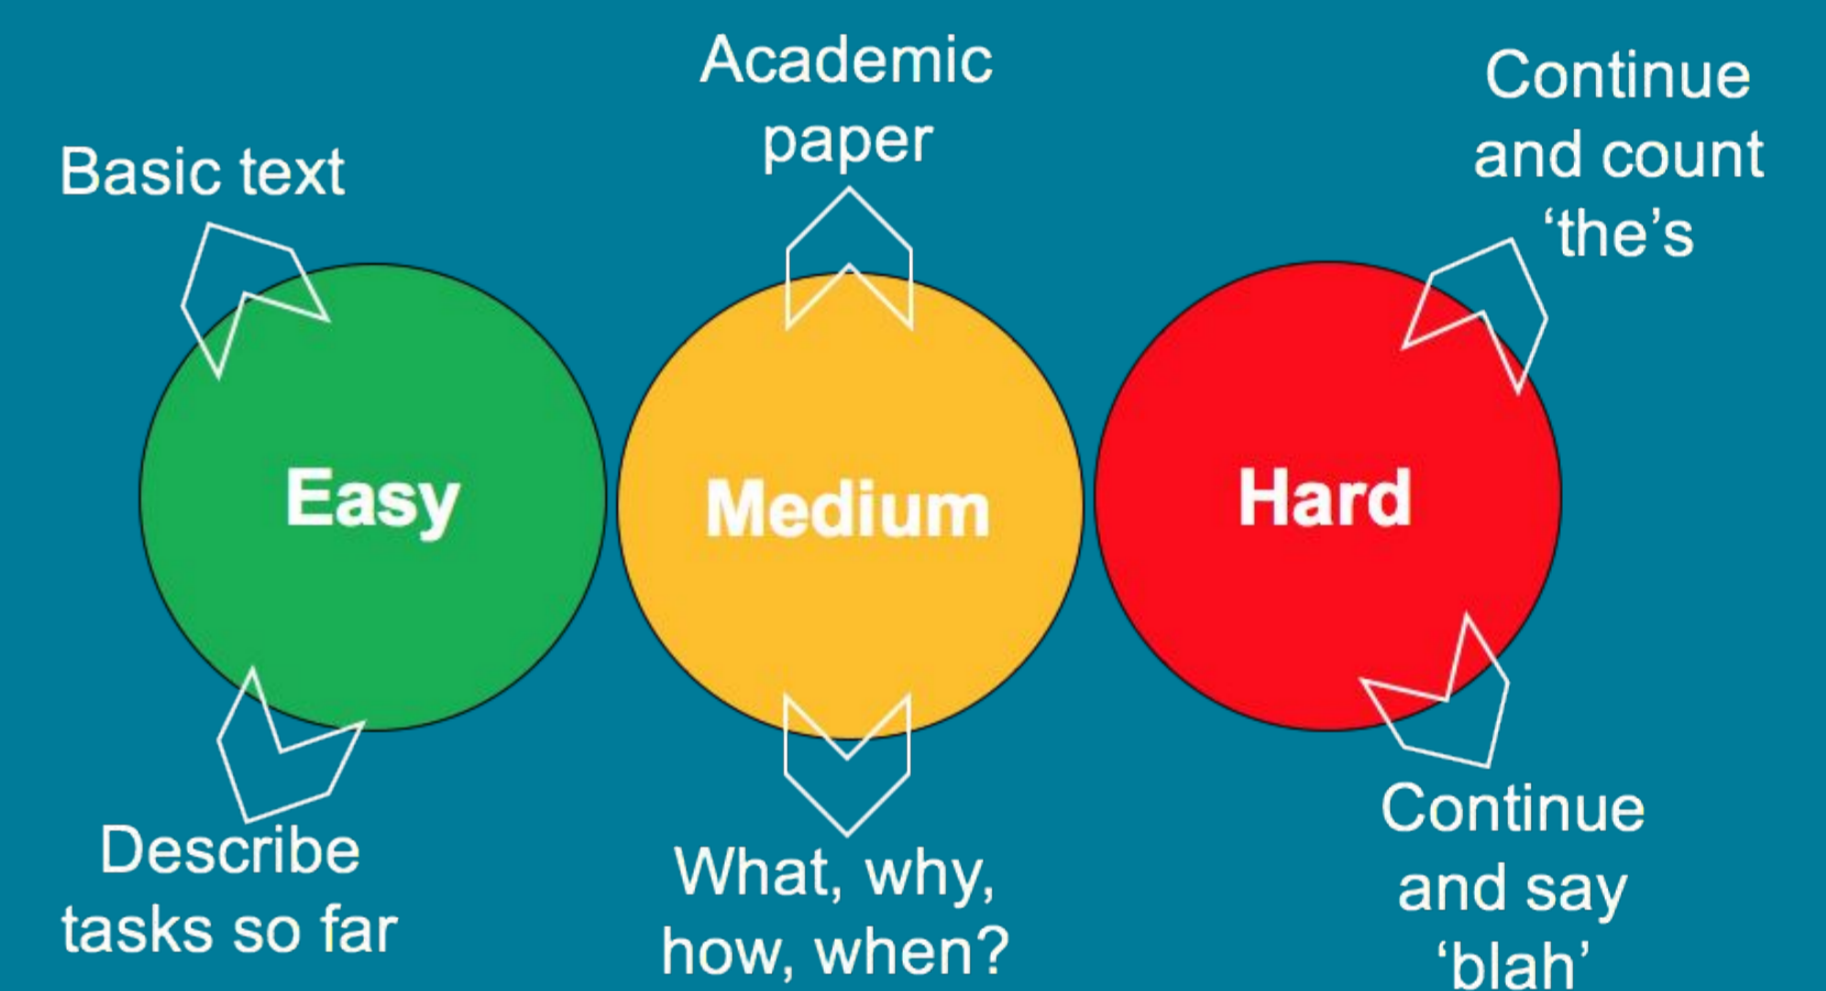 Basic text
Academic
paper
Continue
and count
‘the’s
Easy
Medium
Hard
Describe
tasks so far
What, why,
how, when?
Continue
and say
‘blah’